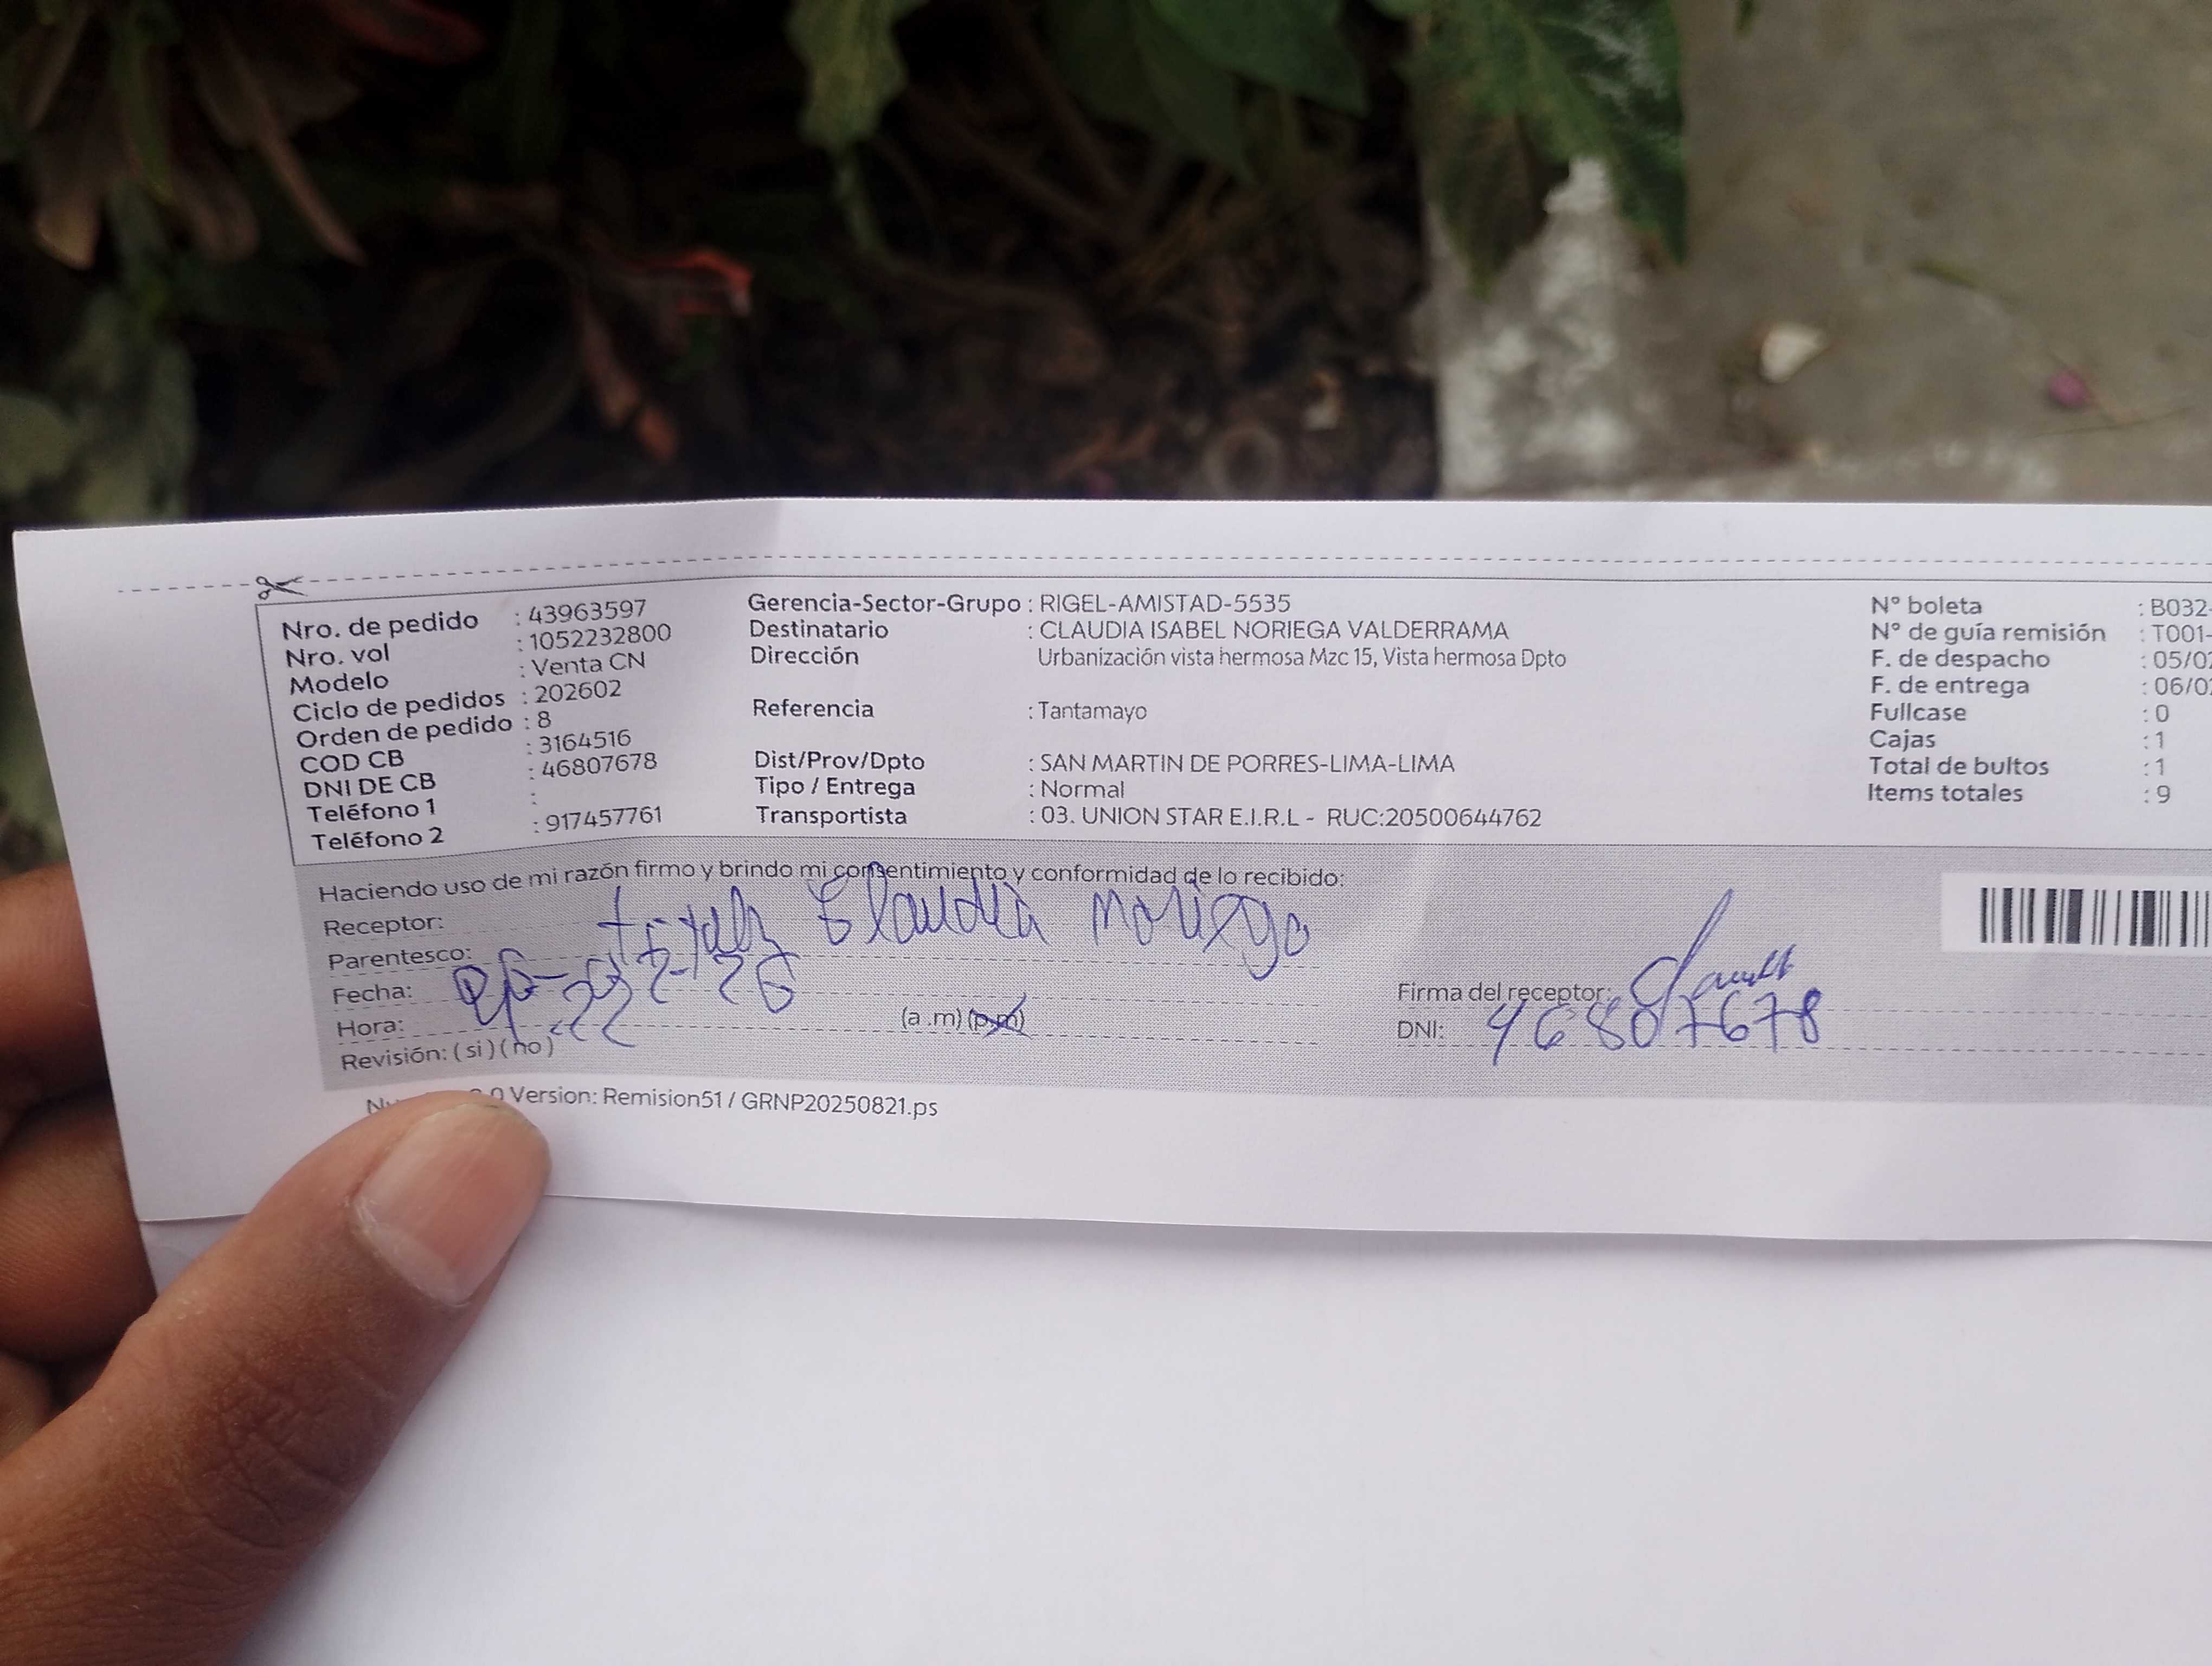 Nro. de pedido : 43963597
Nro. vol : 1052232800
Modelo : Venta CN
Ciclo de pedidos : 202602
Orden de pedido : 8
COD CB : 3164516
DNI DE CB : 46807678
Teléfono 1 :
Teléfono 2 : 917457761
Gerencia-Sector-Grupo : RIGEL-AMISTAD-5535
Destinatario : CLAUDIA ISABEL NORIEGA VALDERRAMA
Dirección Urbanización vista hermosa Mzc 15, Vista hermosa Dpto
Referencia : Tantamayo
Dist/Prov/Dpto : SAN MARTIN DE PORRES-LIMA-LIMA
Tipo / Entrega : Normal
Transportista : 03. UNION STAR E.I.R.L - RUC:20500644762
N° boleta : B032-
N° de guía remisión : T001-
F. de despacho : 05/02
F. de entrega : 06/02
Fullcase : 0
Cajas : 1
Total de bultos : 1
Items totales : 9
Haciendo uso de mi razón firmo y brindo mi consentimiento y conformidad de lo recibido:
Receptor: Claudia Noriega
Parentesco:
Fecha:
Hora: (a .m) (p.m)
Revisión: ( si ) ( no )
Firma del receptor:
DNI: 46807678
Version: Remision51 / GRNP20250821.ps